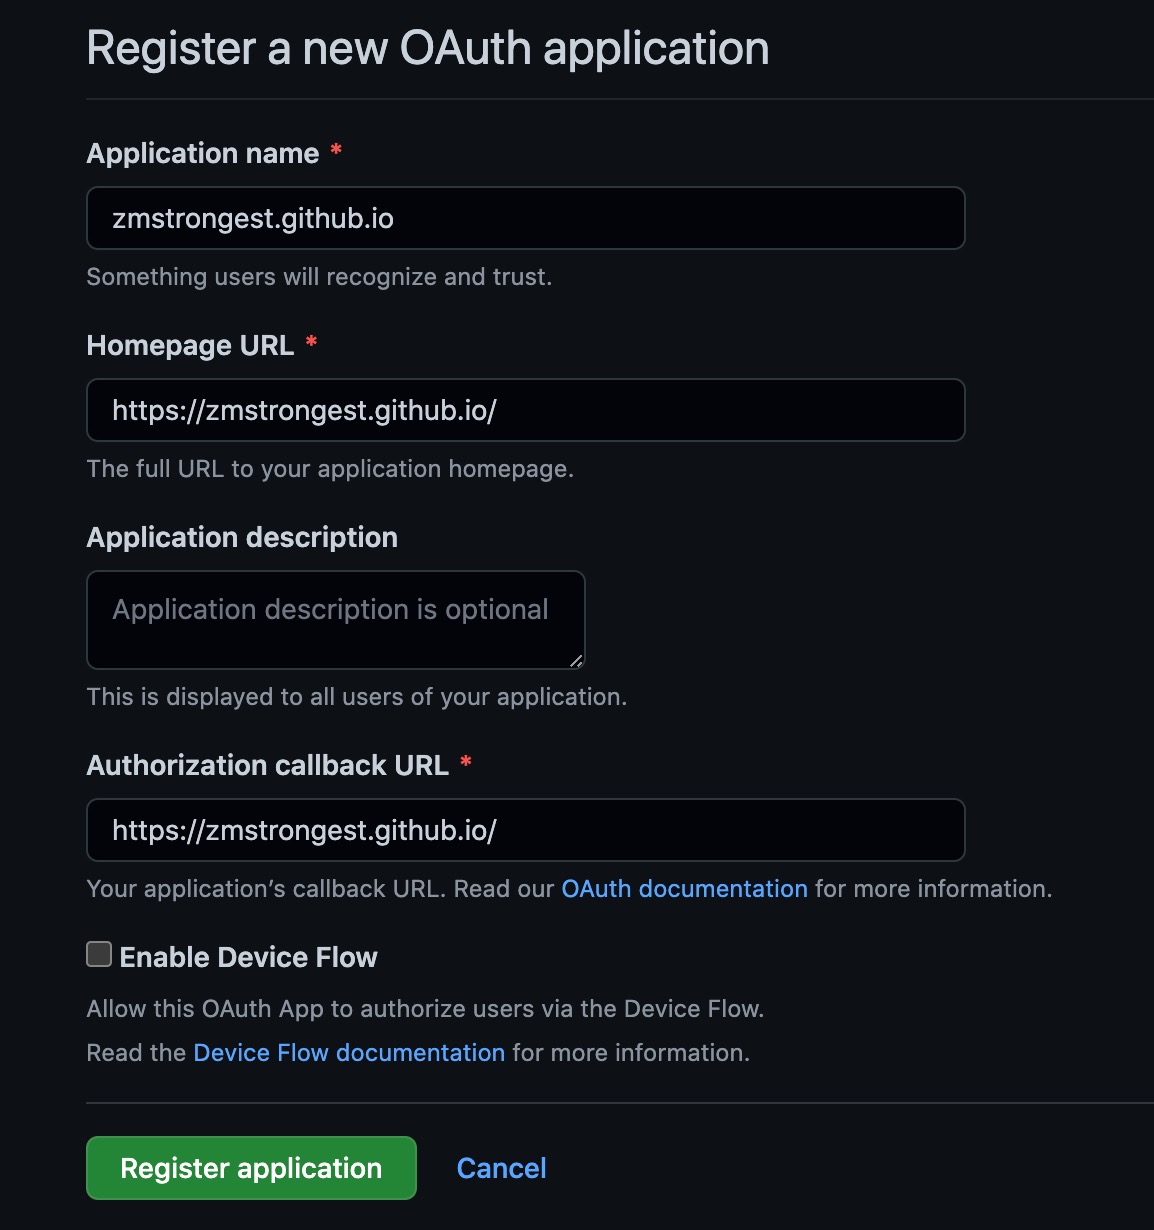 Register a new OAuth application
Application name *
zmstrongest.github.io
Something users will recognize and trust.
Homepage URL *
https://zmstrongest.github.io/
The full URL to your application homepage.
Application description
Application description is optional
This is displayed to all users of your application.
Authorization callback URL *
https://zmstrongest.github.io/
Your application’s callback URL. Read our OAuth documentation for more information.
Enable Device Flow
Allow this OAuth App to authorize users via the Device Flow.
Read the Device Flow documentation for more information.
Register application Cancel